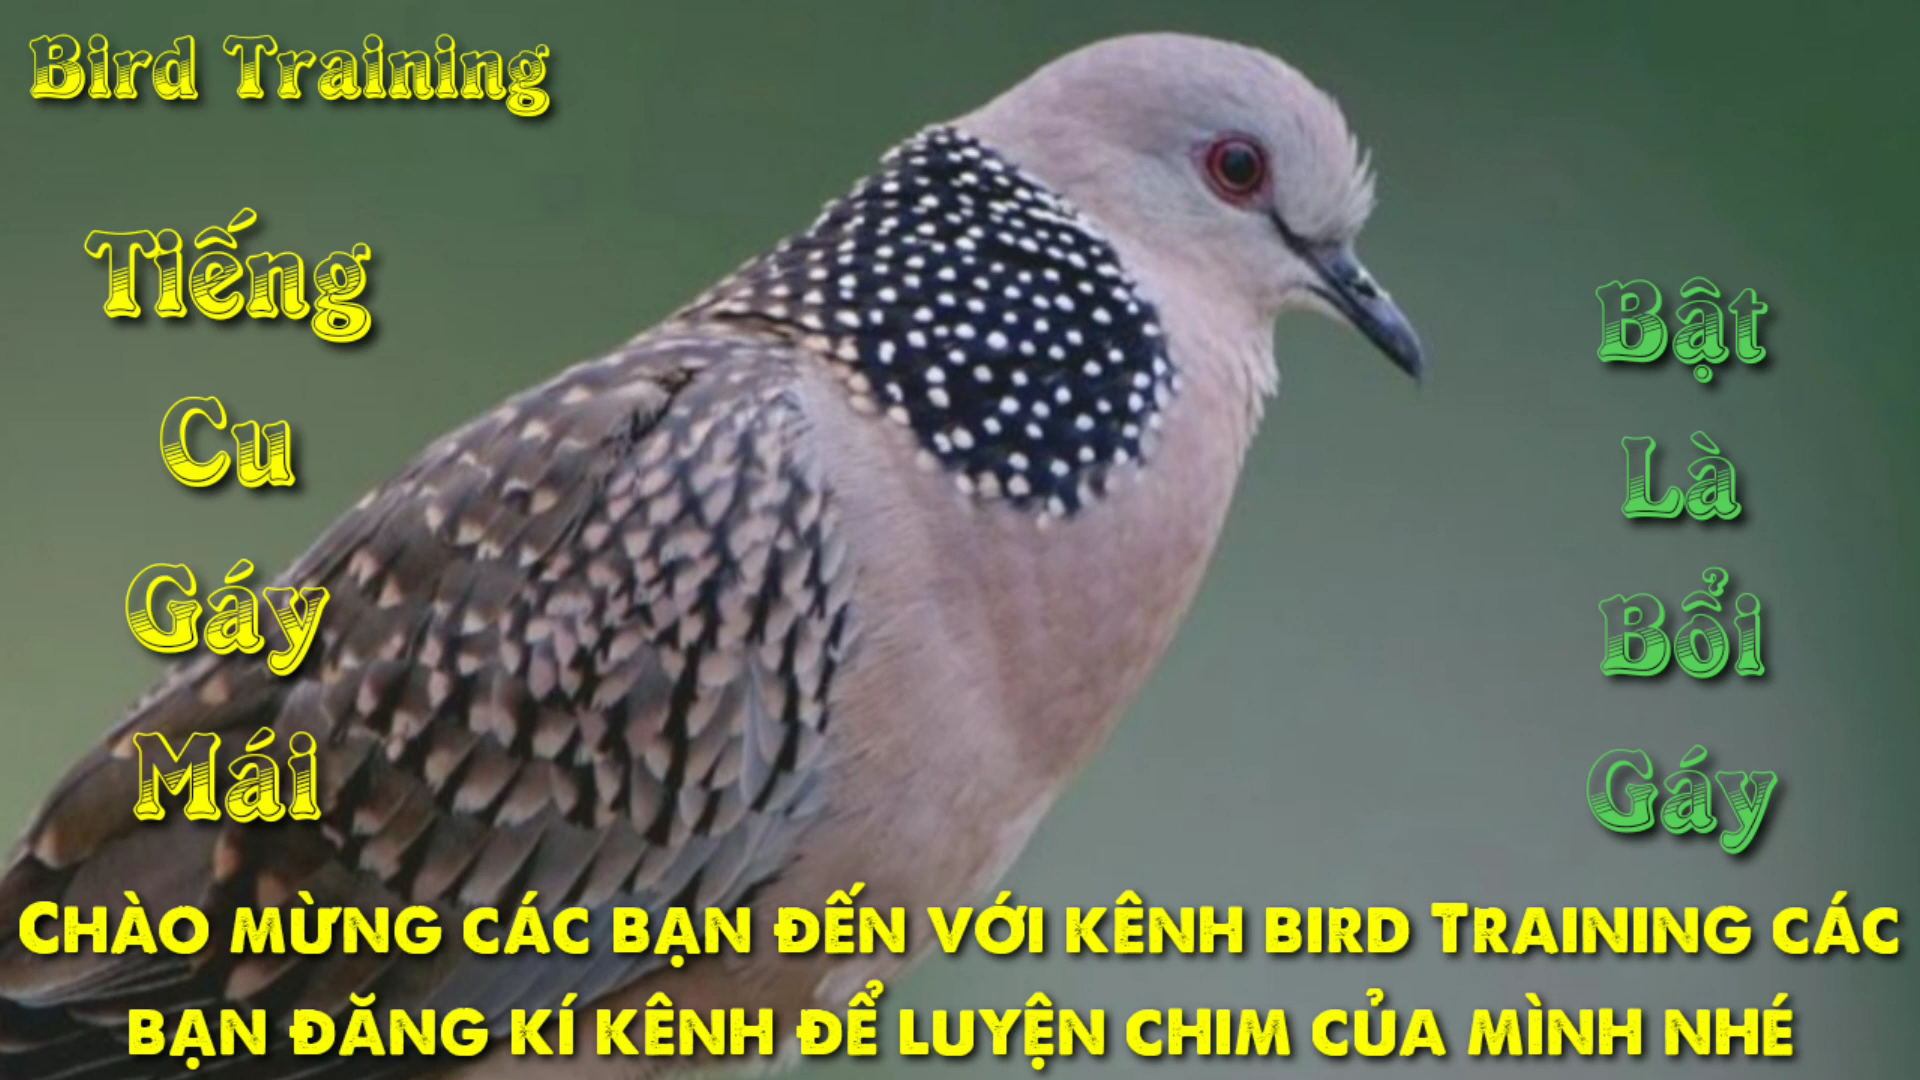 Bird Training
Tiếng
Cu
Gáy
Mái
Bật
Là
Bổi
Gáy
Chào mừng các bạn đến với kênh bird Training các
bạn đăng kí kênh để luyện chim của mình nhé